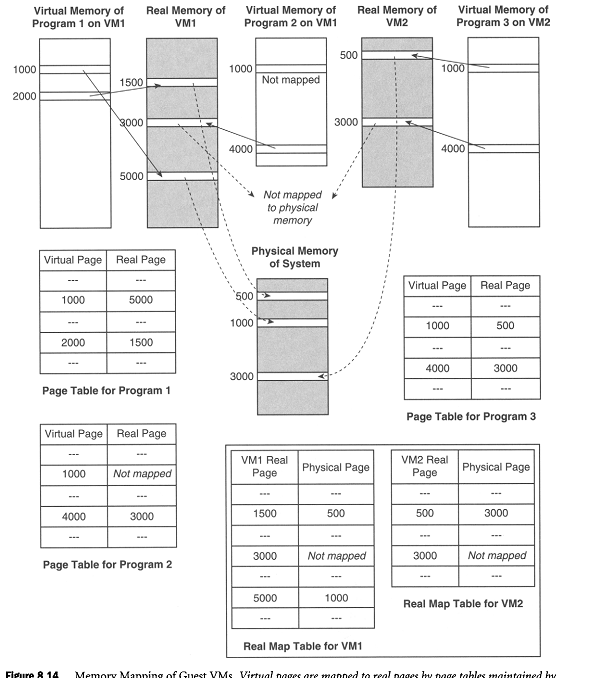 Virtual Memory of Program 1 on VM1
Real Memory of VM1
Virtual Memory of Program 2 on VM1
Real Memory of VM2
Virtual Memory of Program 3 on VM2
1000
2000
1500
3000
5000
1000
Not mapped
4000
500
3000
1000
4000
Not mapped
to physical
memory
Physical Memory
of System
500
1000
3000
Virtual Page Real Page
--- ---
1000 5000
--- ---
2000 1500
--- ---
Page Table for Program 1
Virtual Page Real Page
--- ---
1000 500
--- ---
4000 3000
--- ---
Page Table for Program 3
Virtual Page Real Page
--- ---
1000 Not mapped
--- ---
4000 3000
--- ---
Page Table for Program 2
VM1 Real Page Physical Page
--- ---
1500 500
--- ---
3000 Not mapped
--- ---
5000 1000
--- ---
Real Map Table for VM1
VM2 Real Page Physical Page
--- ---
500 3000
--- ---
3000 Not mapped
--- ---
Real Map Table for VM2
Figure 8.14 Memory Mapping of Guest VMs. Virtual pages are mapped to real pages by page tables maintained by